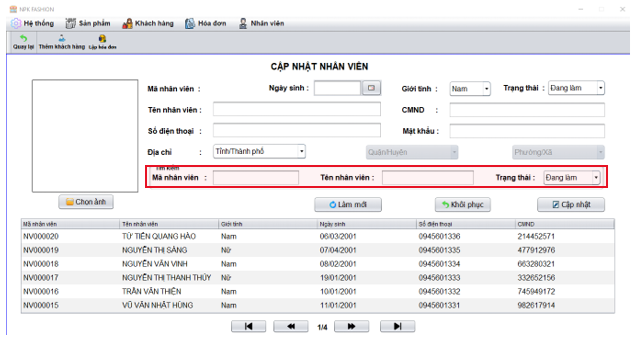 NPK FASHION
Hệ thống Sản phẩm Khách hàng Hóa đơn Nhân viên
Quay lại Thêm khách hàng Lập hóa đơn
CẬP NHẬT NHÂN VIÊN
Mã nhân viên : Ngày sinh : Giới tính : Nam Trạng thái : Đang làm
Tên nhân viên : CMND :
Số điện thoại : Mật khẩu :
Địa chỉ : Tỉnh/Thành phố Quận/Huyện Phường/Xã
Tìm kiếm
Mã nhân viên : Tên nhân viên : Trạng thái : Đang làm
Chọn ảnh Làm mới Khôi phục Cập nhật
Mã nhân viên Tên nhân viên Giới tính Ngày sinh Số điện thoại CMND
NV000020 TỪ TIẾN QUANG HÀO Nam 06/03/2001 0945601336 214452571
NV000019 NGUYỄN THỊ SÁNG Nữ 07/04/2001 0945601335 477912976
NV000018 NGUYỄN VĂN VINH Nam 08/02/2001 0945601334 663280321
NV000017 NGUYỄN THỊ THANH THÚY Nữ 19/01/2001 0945601333 332652156
NV000016 TRẦN VĂN THIỆN Nam 10/01/2001 0945601332 745949172
NV000015 VŨ VĂN NHẬT HÙNG Nam 11/01/2001 0945601331 982617914
1/4